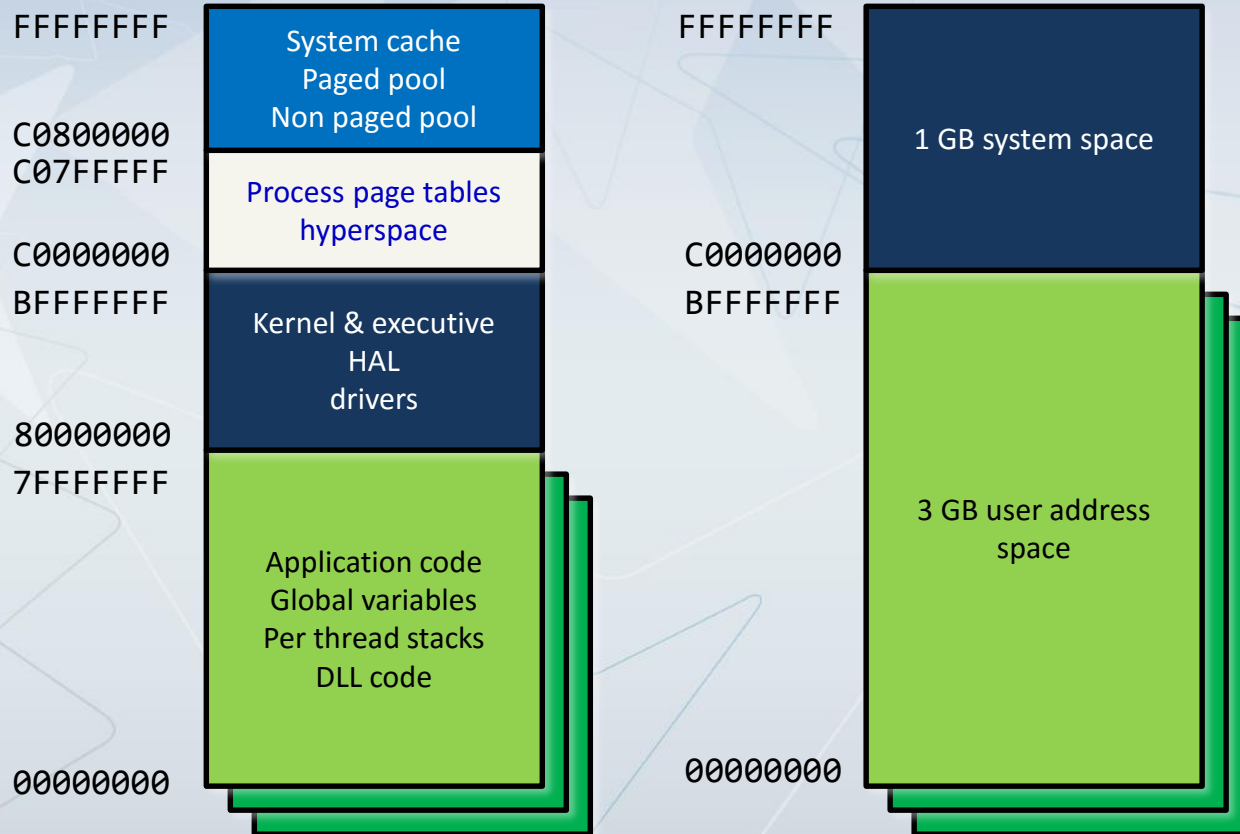 FFFFFFFF
System cache
Paged pool
Non paged pool
C0800000
C07FFFFF
Process page tables
hyperspace
C0000000
BFFFFFFF
Kernel & executive
HAL
drivers
80000000
7FFFFFFF
Application code
Global variables
Per thread stacks
DLL code
00000000
FFFFFFFF
1 GB system space
C0000000
BFFFFFFF
3 GB user address
space
00000000